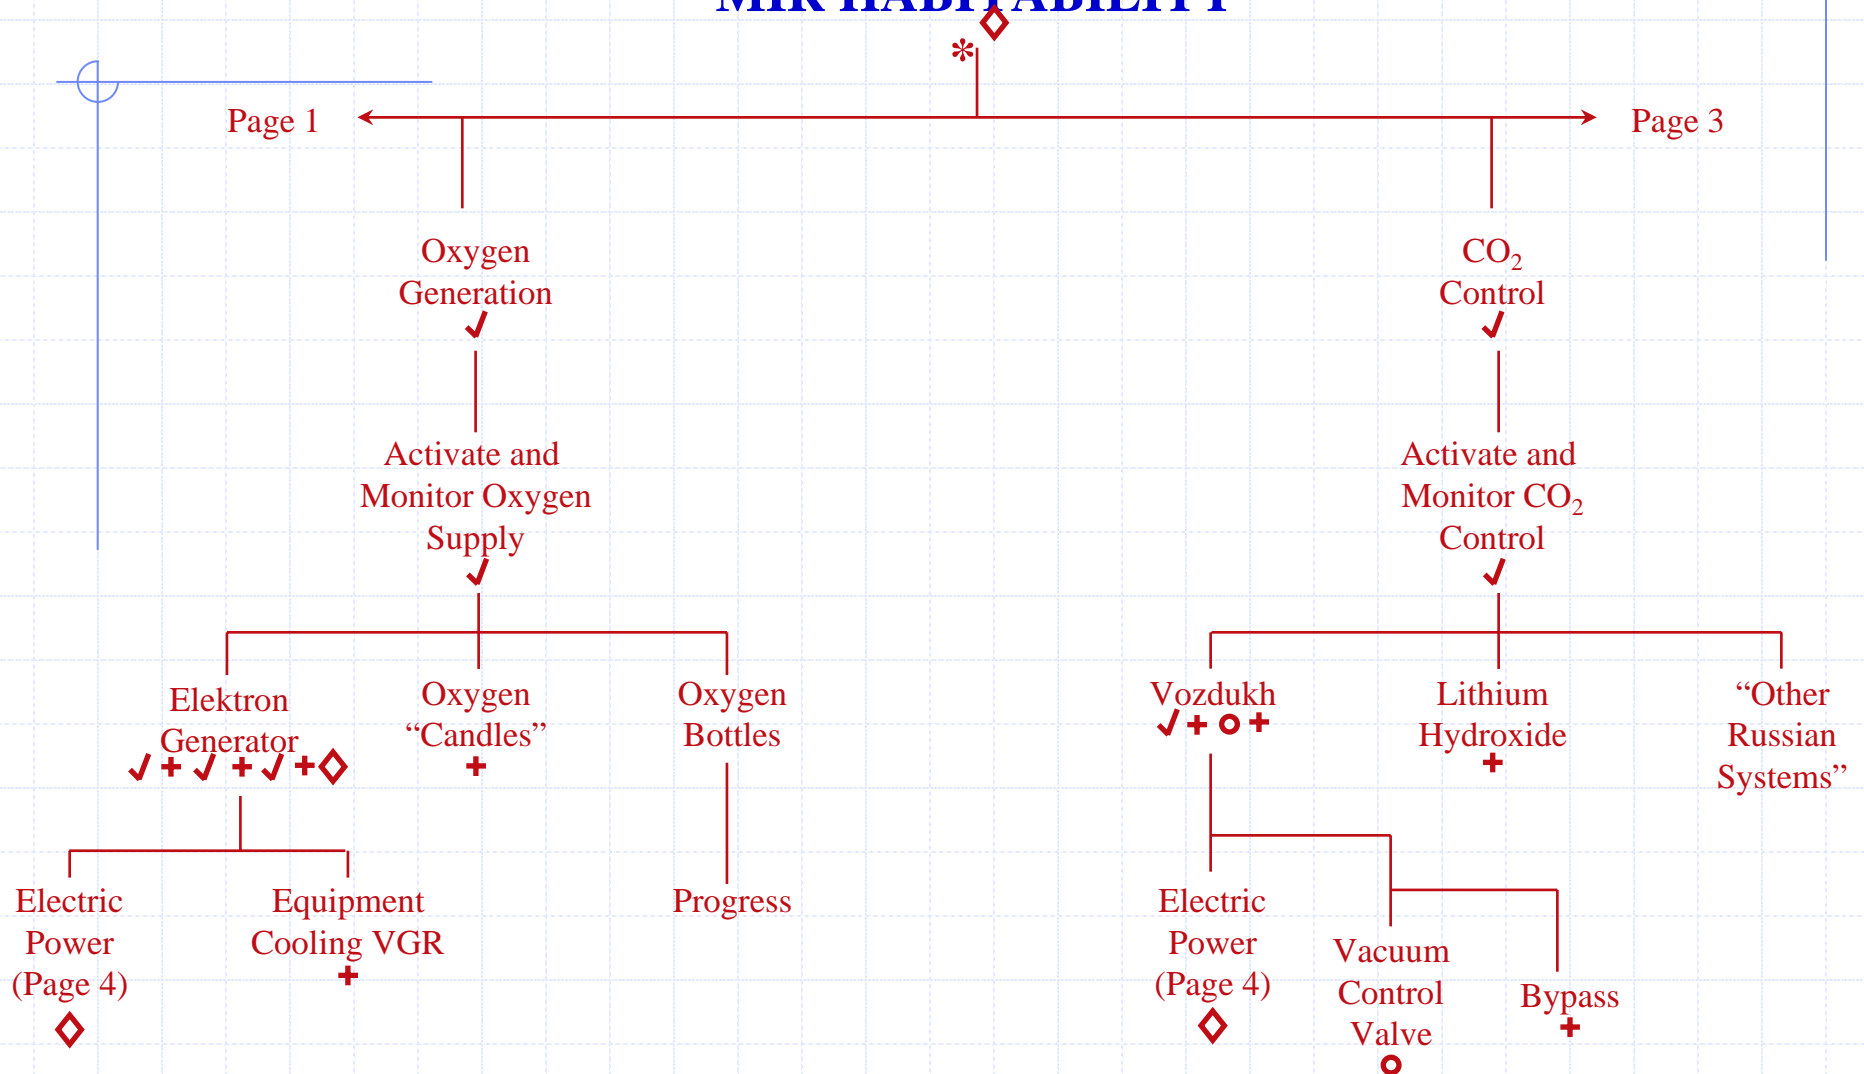 MIR HABITABILITY
*
Page 1
Page 3
Oxygen
Generation
✓
CO₂
Control
✓
Activate and
Monitor Oxygen
Supply
✓
Activate and
Monitor CO₂
Control
✓
Elektron
Generator
✓+✓+✓+◇
Oxygen
“Candles”
+
Oxygen
Bottles
Vozdukh
✓+○+
Lithium
Hydroxide
+
“Other
Russian
Systems”
Electric
Power
(Page 4)
Equipment
Cooling VGR
+
Progress
Electric
Power
(Page 4)
Vacuum
Control
Valve
Bypass
+